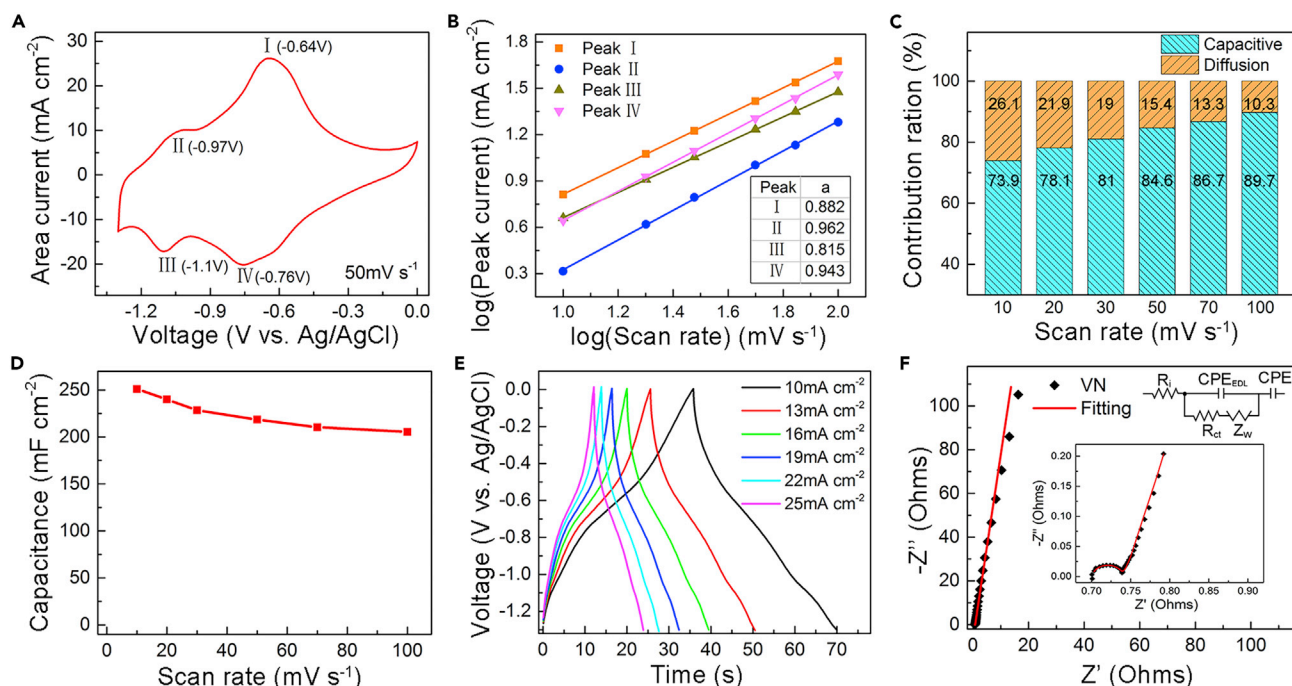 A
Area current (mA cm⁻²)
30
20
10
0
-10
-20
I (-0.64V)
II (-0.97V)
III (-1.1V)
IV (-0.76V)
50mV s⁻¹
-1.2
-0.9
-0.6
-0.3
0.0
Voltage (V vs. Ag/AgCl)
B
log(Peak current) (mA cm⁻²)
1.8
1.5
1.2
0.9
0.6
0.3
Peak I
Peak II
Peak III
Peak IV
Peak a
I 0.882
II 0.962
III 0.815
IV 0.943
1.0 1.2 1.4 1.6 1.8 2.0
log(Scan rate) (mV s⁻¹)
C
Contribution ration (%)
100
80
60
40
Capacitive
Diffusion
26.1 21.9 19 15.4 13.3 10.3
73.9 78.1 81 84.6 86.7 89.7
10 20 30 50 70 100
Scan rate (mV s⁻¹)
D
Capacitance (mF cm⁻²)
250
200
150
100
50
0
0 20 40 60 80 100
Scan rate (mV s⁻¹)
E
Voltage (V vs. Ag/AgCl)
0.0
-0.2
-0.4
-0.6
-0.8
-1.0
-1.2
10mA cm⁻²
13mA cm⁻²
16mA cm⁻²
19mA cm⁻²
22mA cm⁻²
25mA cm⁻²
0 10 20 30 40 50 60 70
Time (s)
F
-Z'' (Ohms)
100
80
60
40
20
0
VN
Fitting
Rᵢ
CPE_EDL
CPE
R_ct
Z_w
-Z'' (Ohms)
0.20
0.15
0.10
0.05
0.00
0.70 0.75 0.80 0.85 0.90
Z' (Ohms)
0 20 40 60 80 100
Z' (Ohms)